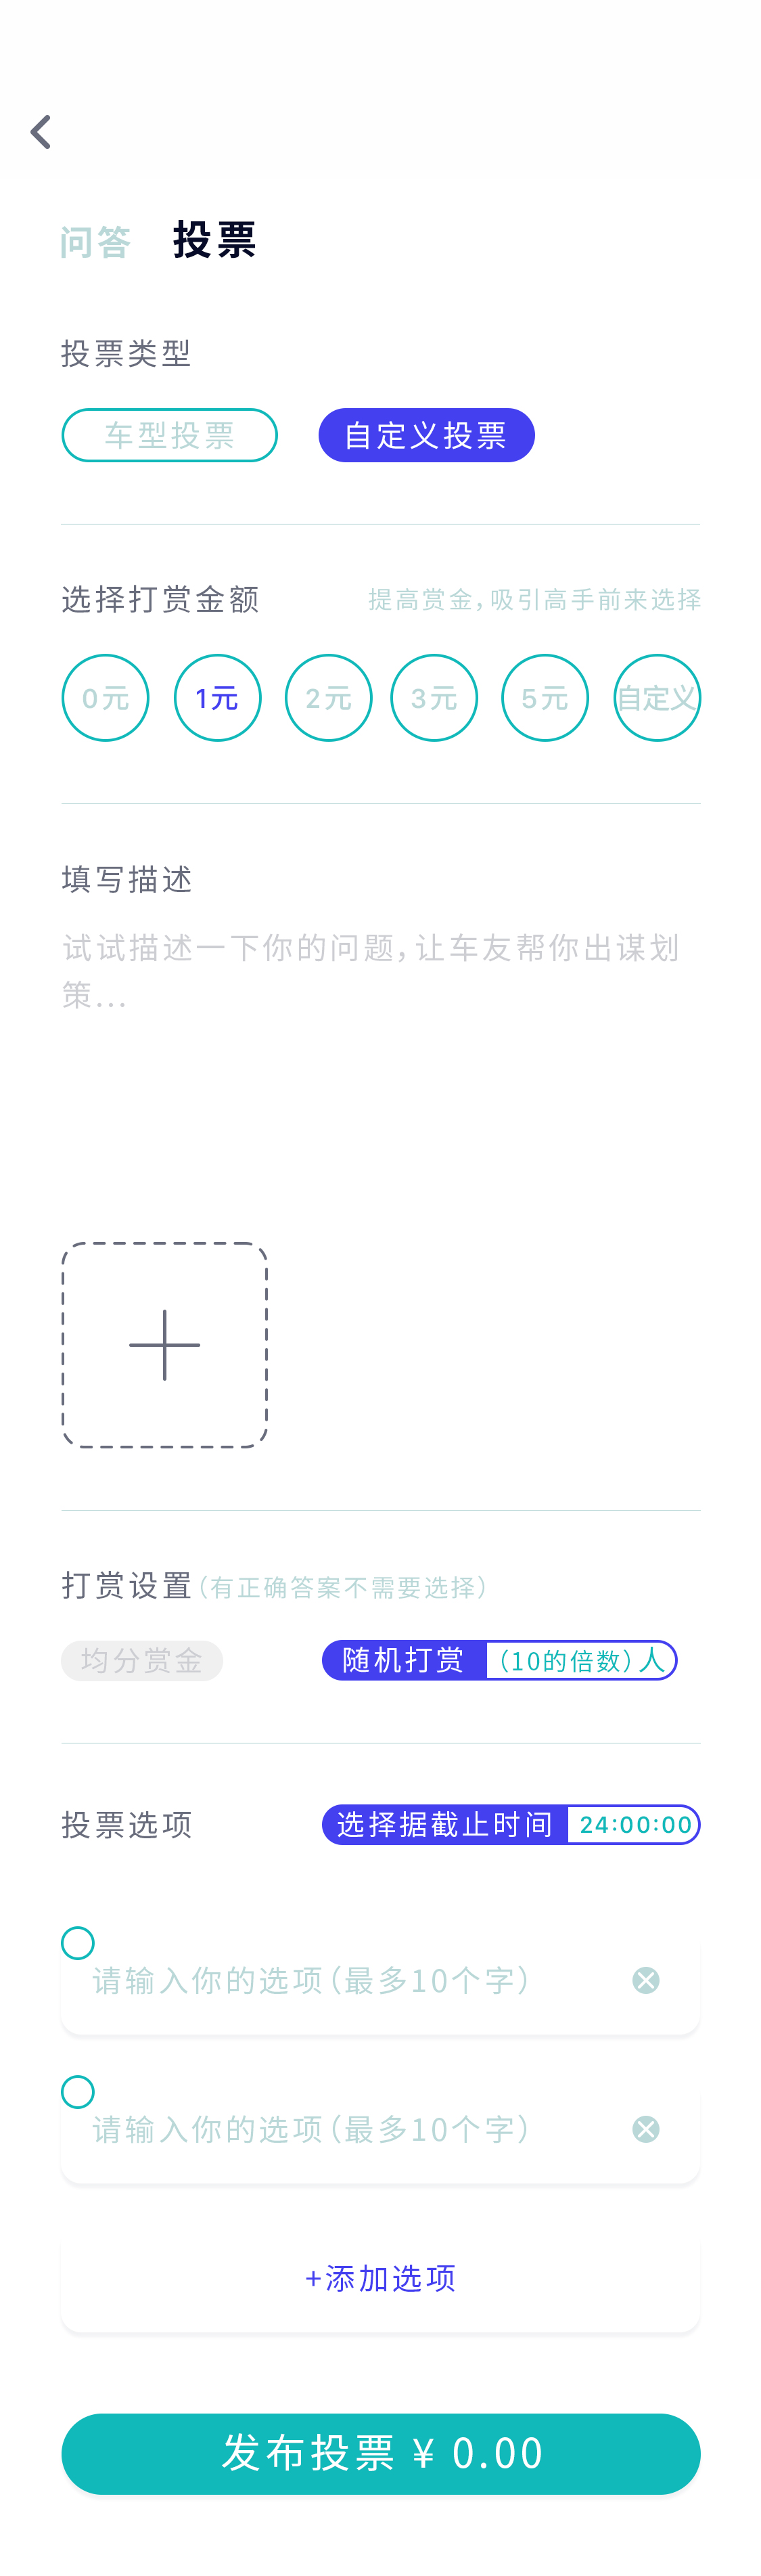 问答 投票
投票类型
车型投票 自定义投票
选择打赏金额 提高赏金，吸引高手前来选择
0元 1元 2元 3元 5元 自定义
填写描述
试试描述一下你的问题，让车友帮你出谋划
策...
打赏设置（有正确答案不需要选择）
均分赏金 随机打赏 （10的倍数）人
投票选项 选择据截止时间 24:00:00
请输入你的选项（最多10个字）
请输入你的选项（最多10个字）
+添加选项
发布投票 ¥ 0.00